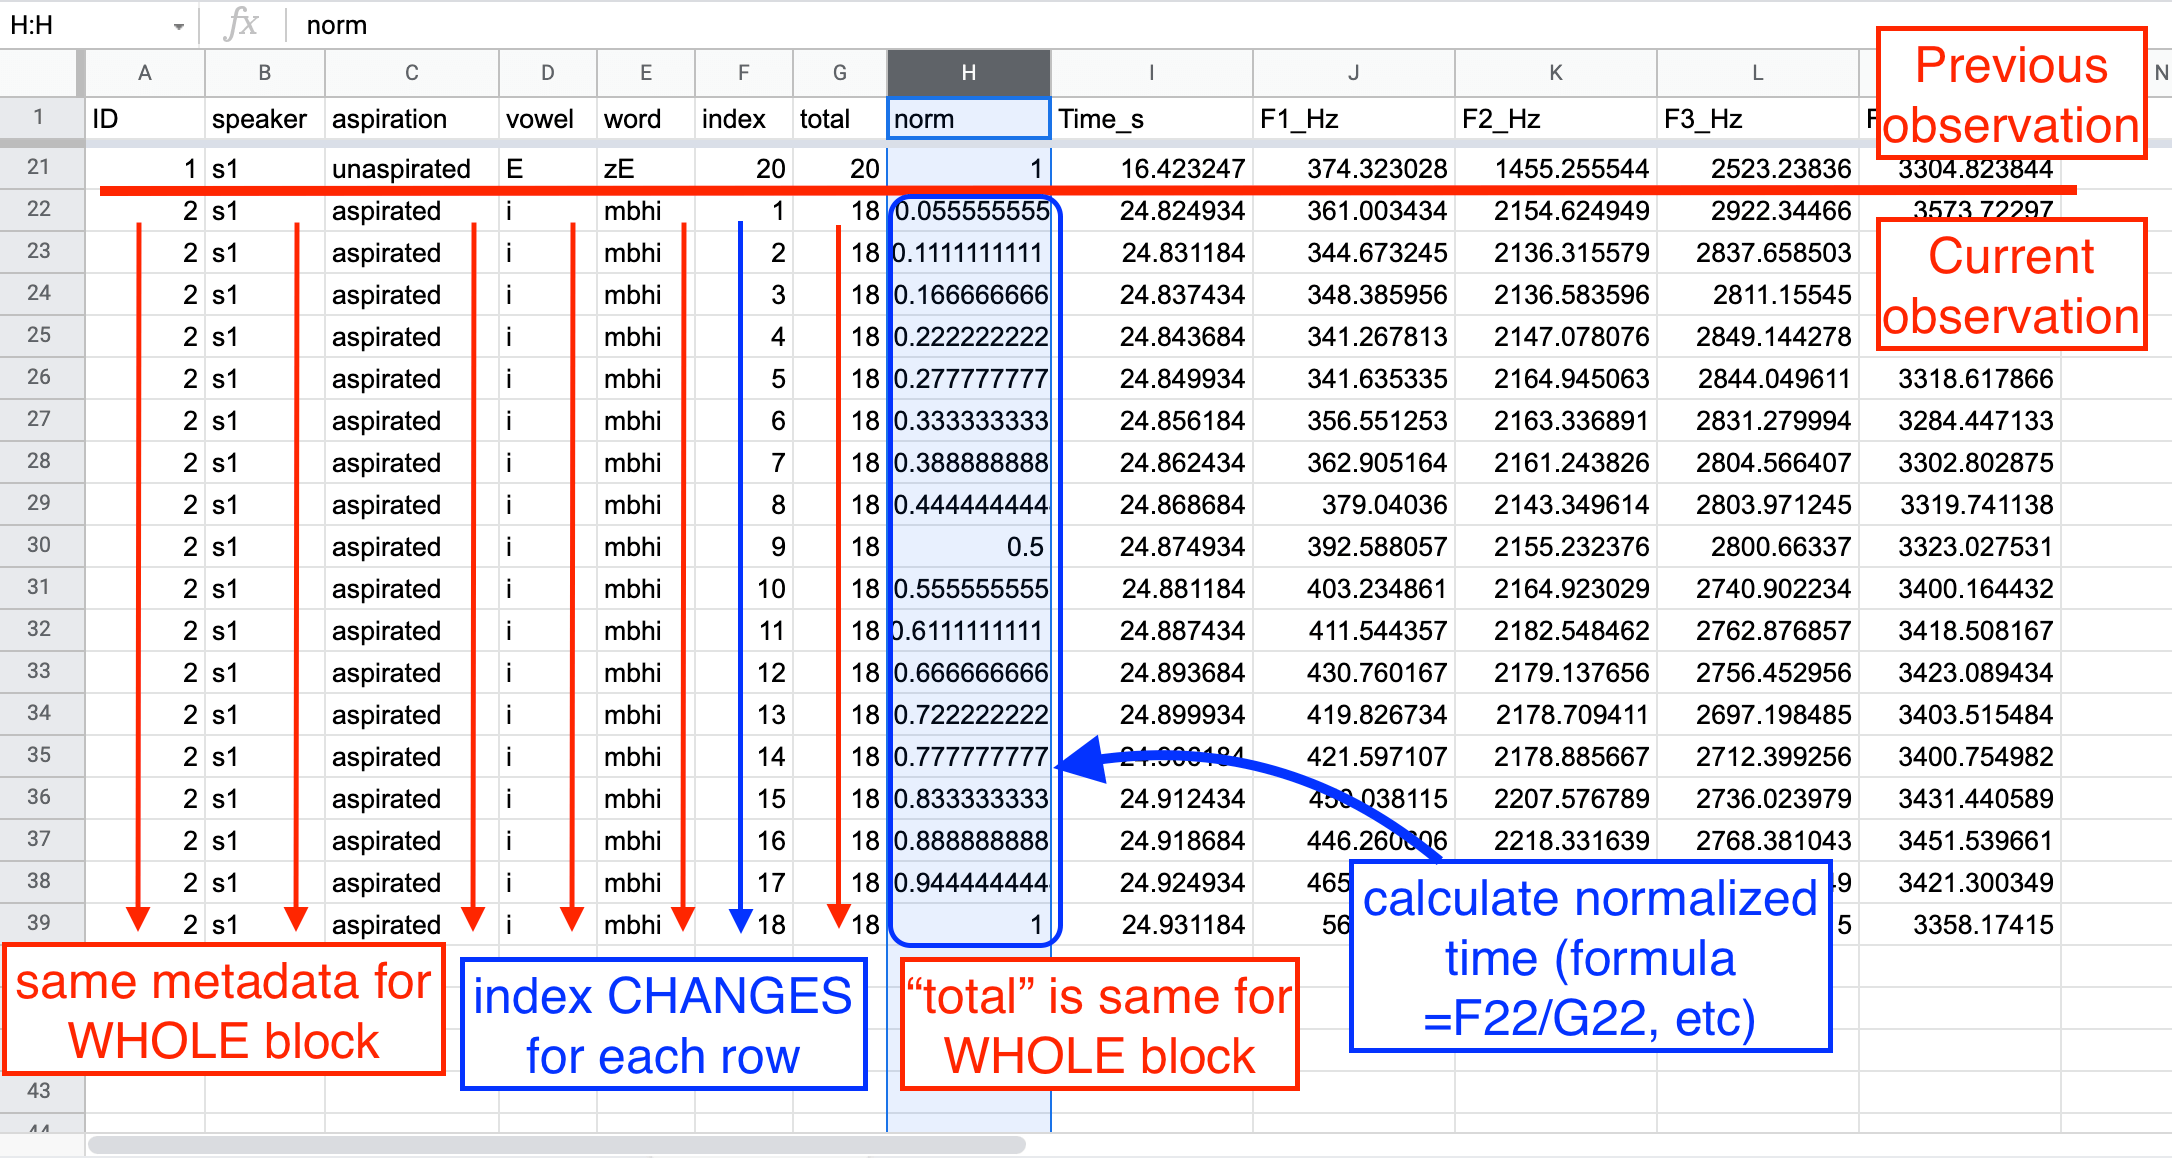 H:H fx norm
A B C D E F G H I J K L N
1 ID speaker aspiration vowel word index total norm Time_s F1_Hz F2_Hz F3_Hz F
Previous
observation
21 1 s1 unaspirated E zE 20 20 1 16.423247 374.323028 1455.255544 2523.23836 3304.823844
22 2 s1 aspirated i mbhi 1 18 0.055555555 24.824934 361.003434 2154.624949 2922.34466 3573.72297
23 2 s1 aspirated i mbhi 2 18 0.1111111111 24.831184 344.673245 2136.315579 2837.658503
24 2 s1 aspirated i mbhi 3 18 0.166666666 24.837434 348.385956 2136.583596 2811.15545
25 2 s1 aspirated i mbhi 4 18 0.222222222 24.843684 341.267813 2147.078076 2849.144278
Current
observation
26 2 s1 aspirated i mbhi 5 18 0.277777777 24.849934 341.635335 2164.945063 2844.049611 3318.617866
27 2 s1 aspirated i mbhi 6 18 0.333333333 24.856184 356.551253 2163.336891 2831.279994 3284.447133
28 2 s1 aspirated i mbhi 7 18 0.388888888 24.862434 362.905164 2161.243826 2804.566407 3302.802875
29 2 s1 aspirated i mbhi 8 18 0.444444444 24.868684 379.04036 2143.349614 2803.971245 3319.741138
30 2 s1 aspirated i mbhi 9 18 0.5 24.874934 392.588057 2155.232376 2800.66337 3323.027531
31 2 s1 aspirated i mbhi 10 18 0.555555555 24.881184 403.234861 2164.923029 2740.902234 3400.164432
32 2 s1 aspirated i mbhi 11 18 0.6111111111 24.887434 411.544357 2182.548462 2762.876857 3418.508167
33 2 s1 aspirated i mbhi 12 18 0.666666666 24.893684 430.760167 2179.137656 2756.452956 3423.089434
34 2 s1 aspirated i mbhi 13 18 0.722222222 24.899934 419.826734 2178.709411 2697.198485 3403.515484
35 2 s1 aspirated i mbhi 14 18 0.777777777 421.597107 2178.885667 2712.399256 3400.754982
36 2 s1 aspirated i mbhi 15 18 0.833333333 24.912434 2207.576789 2736.023979 3431.440589
37 2 s1 aspirated i mbhi 16 18 0.888888888 24.918684 2218.331639 2768.381043 3451.539661
38 2 s1 aspirated i mbhi 17 18 0.944444444 24.924934 465 9 3421.300349
39 2 s1 aspirated i mbhi 18 18 1 24.931184 56 5 3358.17415
calculate normalized
time (formula
=F22/G22, etc)
same metadata for
WHOLE block
index CHANGES
for each row
“total” is same for
WHOLE block
43
44